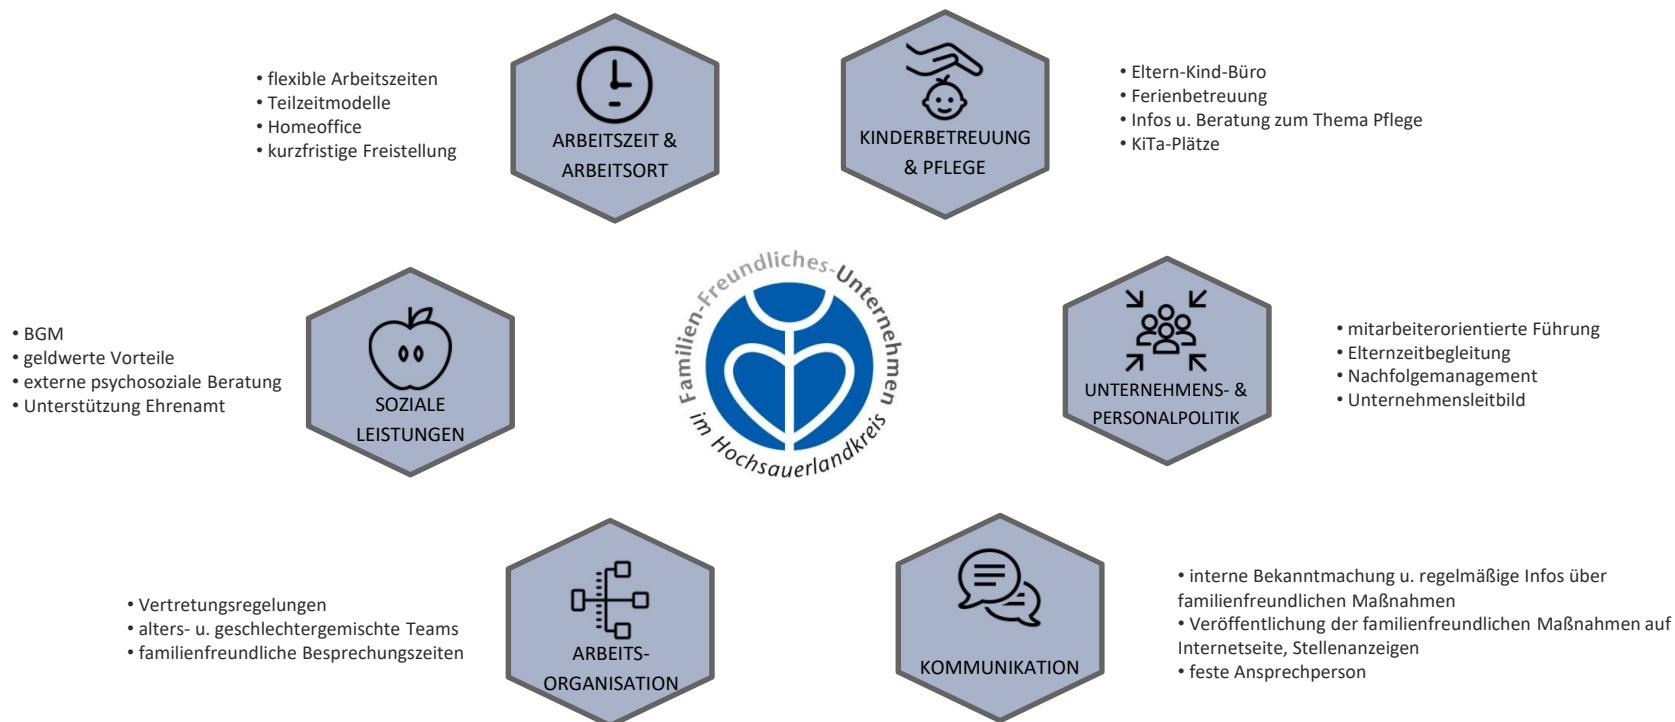 • flexible Arbeitszeiten
• Teilzeitmodelle
• Homeoffice
• kurzfristige Freistellung
ARBEITSZEIT &
ARBEITSORT
KINDERBETREUUNG
& PFLEGE
• Eltern-Kind-Büro
• Ferienbetreuung
• Infos u. Beratung zum Thema Pflege
• KiTa-Plätze
• BGM
• geldwerte Vorteile
• externe psychosoziale Beratung
• Unterstützung Ehrenamt
SOZIALE
LEISTUNGEN
Familien-Freundliches-Unternehmen
im Hochsauerlandkreis
UNTERNEHMENS- &
PERSONALPOLITIK
• mitarbeiterorientierte Führung
• Elternzeitbegleitung
• Nachfolgemanagement
• Unternehmensleitbild
• Vertretungsregelungen
• alters- u. geschlechtergemischte Teams
• familienfreundliche Besprechungszeiten
ARBEITS-
ORGANISATION
KOMMUNIKATION
• interne Bekanntmachung u. regelmäßige Infos über
familienfreundlichen Maßnahmen
• Veröffentlichung der familienfreundlichen Maßnahmen auf
Internetseite, Stellenanzeigen
• feste Ansprechperson